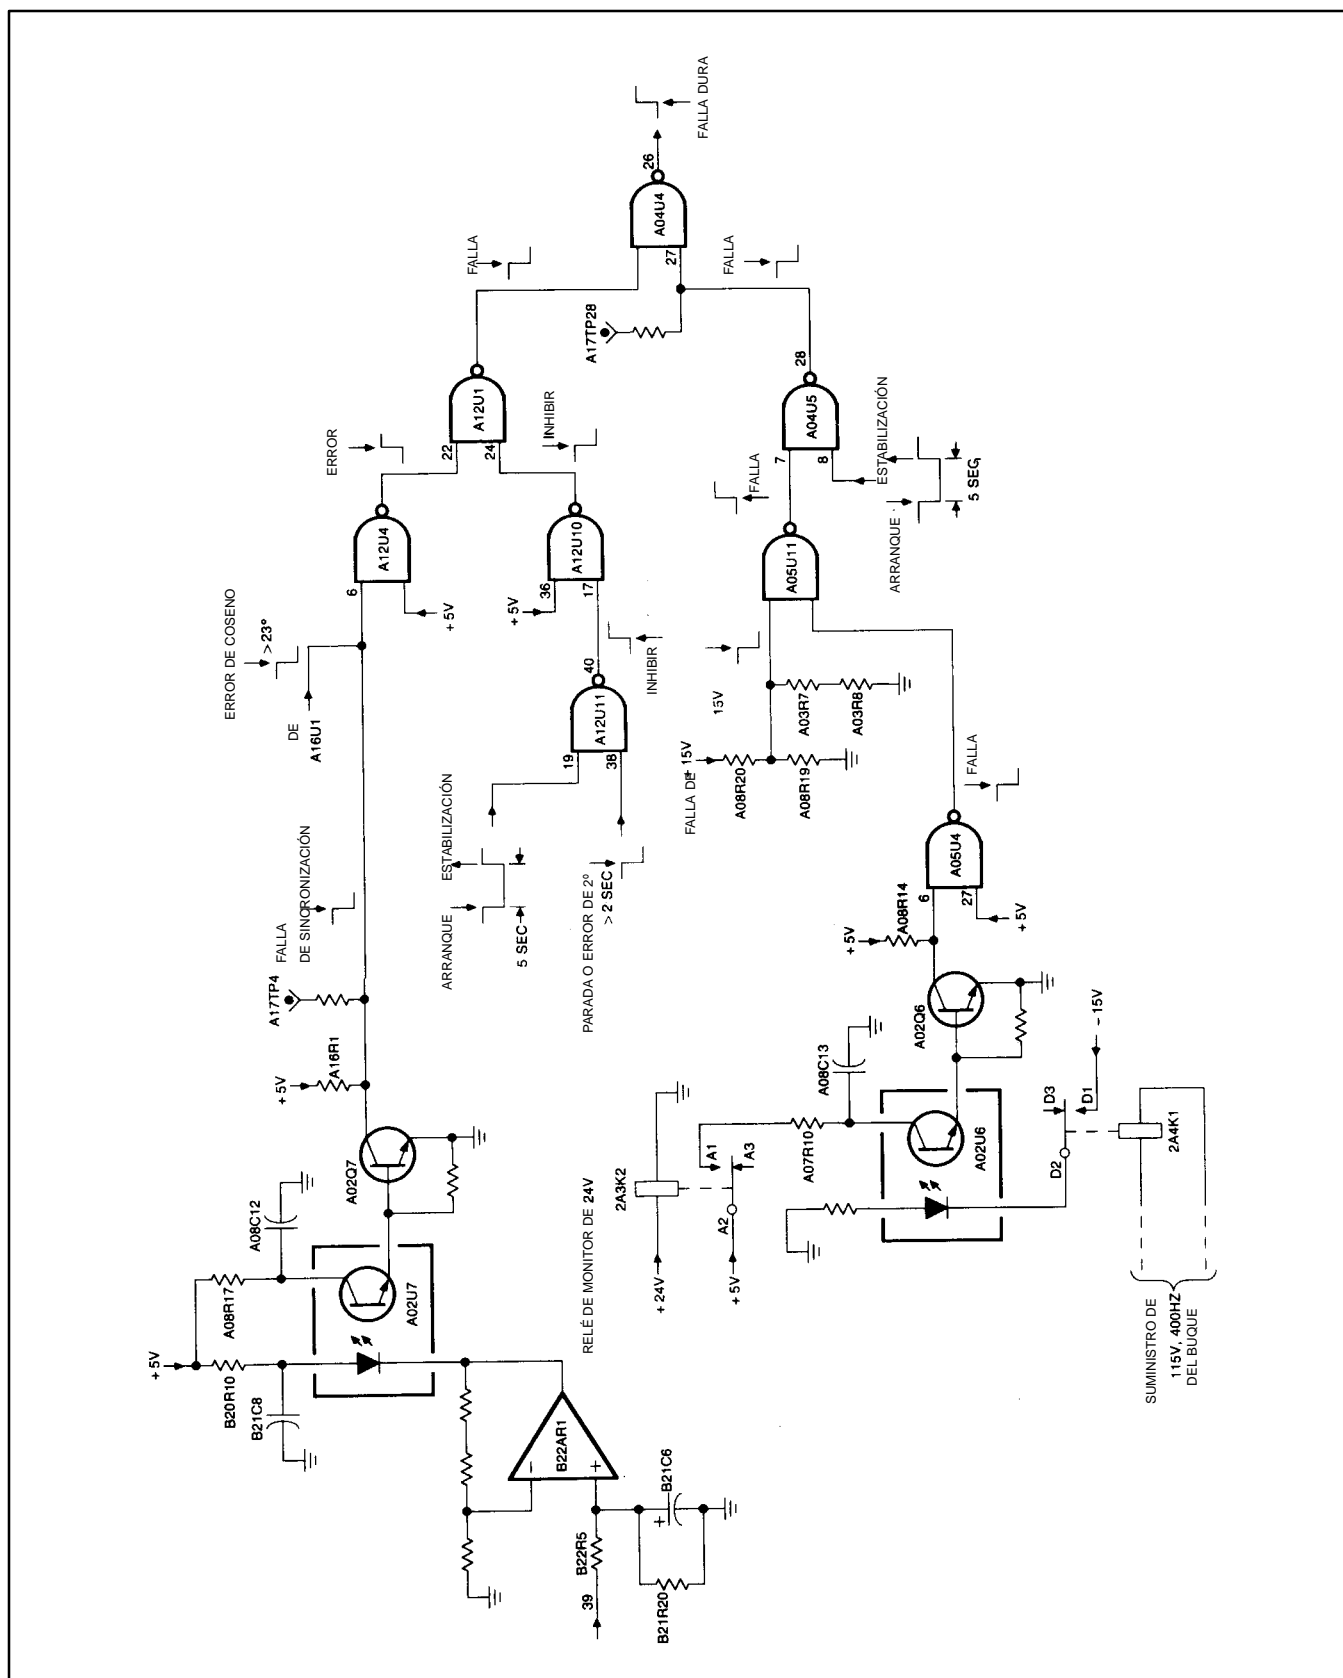 FALLA DURA
26
A04U4
27
FALLA
FALLA
A17TP28
28
A12U1
22
24
ERROR
INHIBIR
A04U5
7
8
FALLA
ESTABILIZACIÓN
ARRANQUE
5 SEG
A12U4
6
+5V
A12U10
36
17
+5V
A05U11
ERROR DE COSENO
>23º
DE
A16U1
40
INHIBIR
A12U11
19
38
15V
A03R7
A03R8
FALLA DE + 15V
A08R20
A08R19
FALLA
FALLA
DE SINCRONIZACIÓN
ESTABILIZACIÓN
ARRANQUE
5 SEC
PARADA O ERROR DE 2º
> 2 SEC
A05U4
6
27
+5V
A08R14
+5V
A17TP4
A16R1
+5V
A02Q6
A02Q7
A08C13
-15V
D3
D1
D2
2A4K1
A02U6
A07R10
A1
A3
A2
2A3K2
+24V
+5V
RELÉ DE MONITOR DE 24V
SUMINISTRO DE
115V, 400HZ
DEL BUQUE
A08C12
A08R17
A02U7
+5V
B20R10
B21C8
B22AR1
-
+
B21C6
+
B22R5
39
B21R20